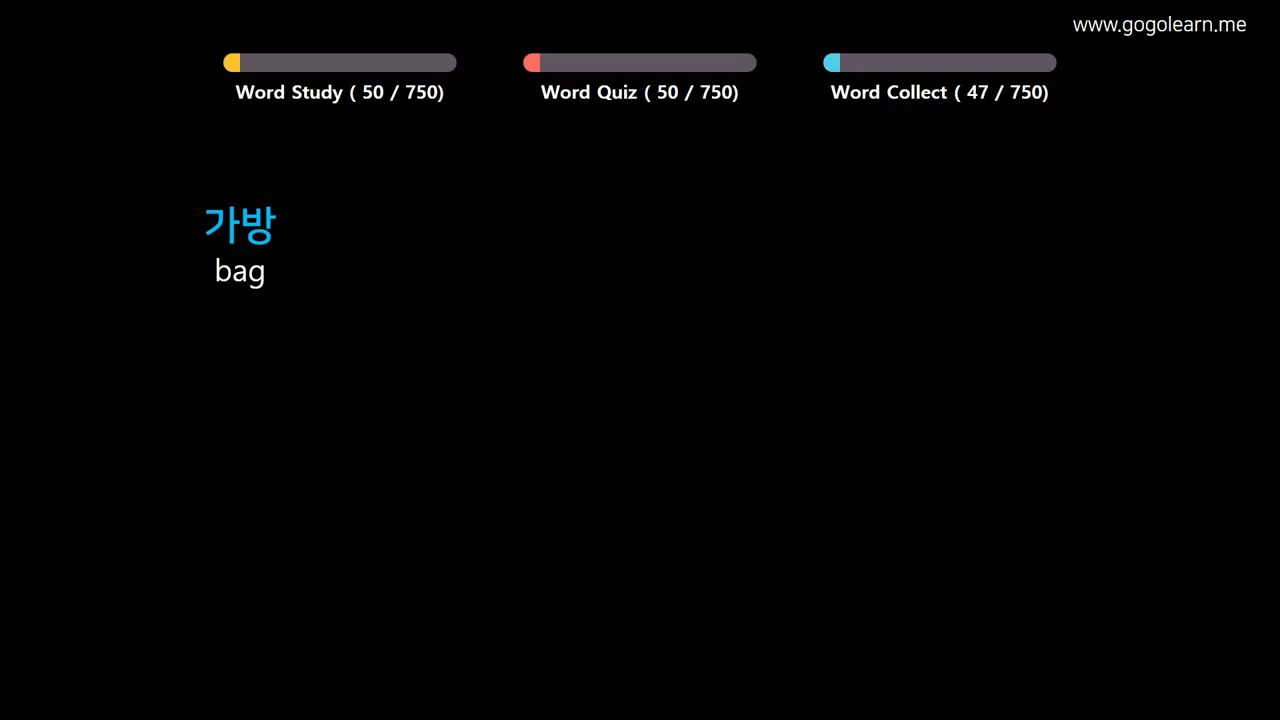 www.gogolearn.me
Word Study ( 50 / 750)
Word Quiz ( 50 / 750)
Word Collect ( 47 / 750)
가방
bag